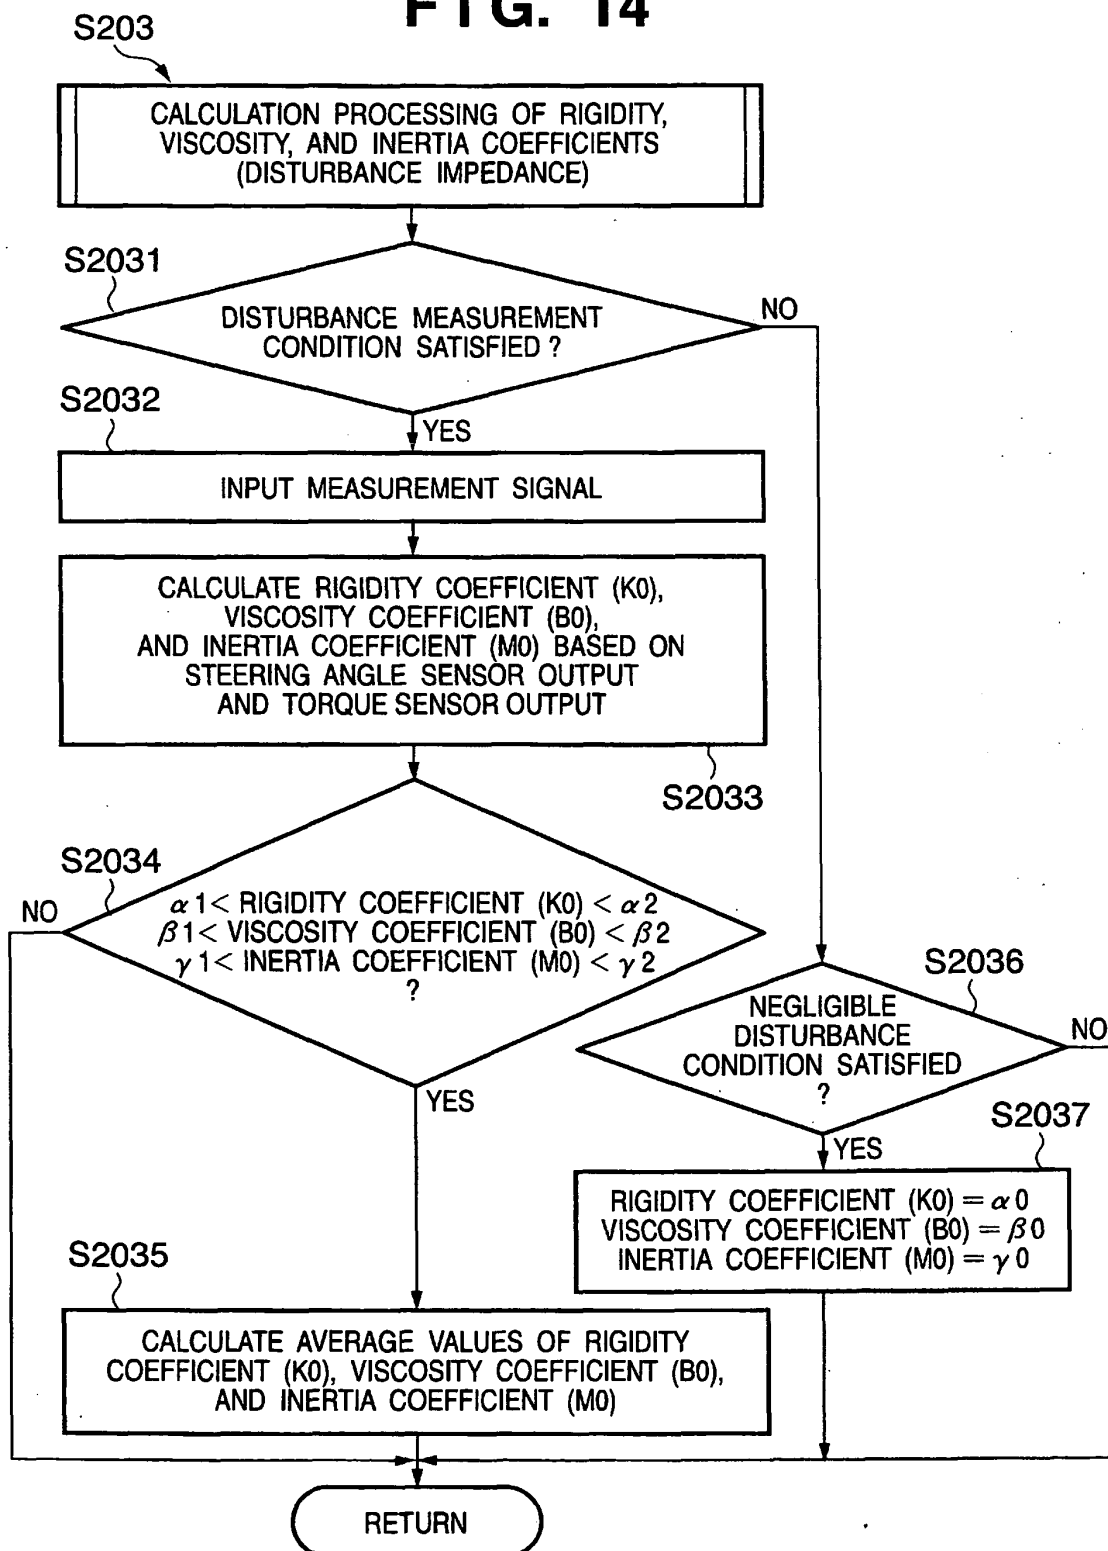 FIG. 14
S203
CALCULATION PROCESSING OF RIGIDITY,
VISCOSITY, AND INERTIA COEFFICIENTS
(DISTURBANCE IMPEDANCE)
S2031
DISTURBANCE MEASUREMENT
CONDITION SATISFIED ?
NO
YES
S2032
INPUT MEASUREMENT SIGNAL
CALCULATE RIGIDITY COEFFICIENT (K0),
VISCOSITY COEFFICIENT (B0),
AND INERTIA COEFFICIENT (M0) BASED ON
STEERING ANGLE SENSOR OUTPUT
AND TORQUE SENSOR OUTPUT
S2033
S2034
NO
α1< RIGIDITY COEFFICIENT (K0) < α2
β1< VISCOSITY COEFFICIENT (B0) < β2
γ1< INERTIA COEFFICIENT (M0) < γ2
?
YES
S2036
NEGLIGIBLE
DISTURBANCE
CONDITION SATISFIED
?
NO
YES
S2037
RIGIDITY COEFFICIENT (K0) = α0
VISCOSITY COEFFICIENT (B0) = β0
INERTIA COEFFICIENT (M0) = γ0
S2035
CALCULATE AVERAGE VALUES OF RIGIDITY
COEFFICIENT (K0), VISCOSITY COEFFICIENT (B0),
AND INERTIA COEFFICIENT (M0)
RETURN